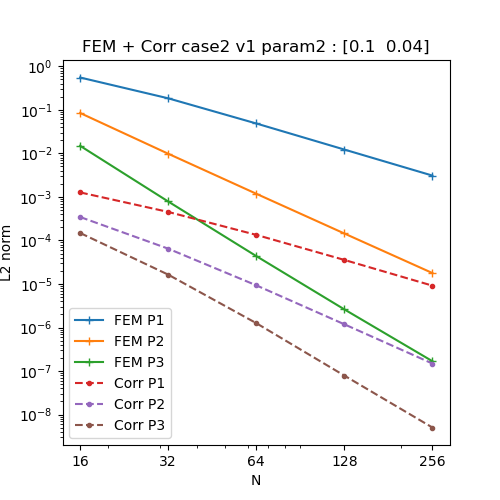 FEM + Corr case2 v1 param2 : [0.1  0.04]
L2 norm
10⁰
10⁻¹
10⁻²
10⁻³
10⁻⁴
10⁻⁵
10⁻⁶
10⁻⁷
10⁻⁸
FEM P1
FEM P2
FEM P3
Corr P1
Corr P2
Corr P3
16 32 64 128 256
N